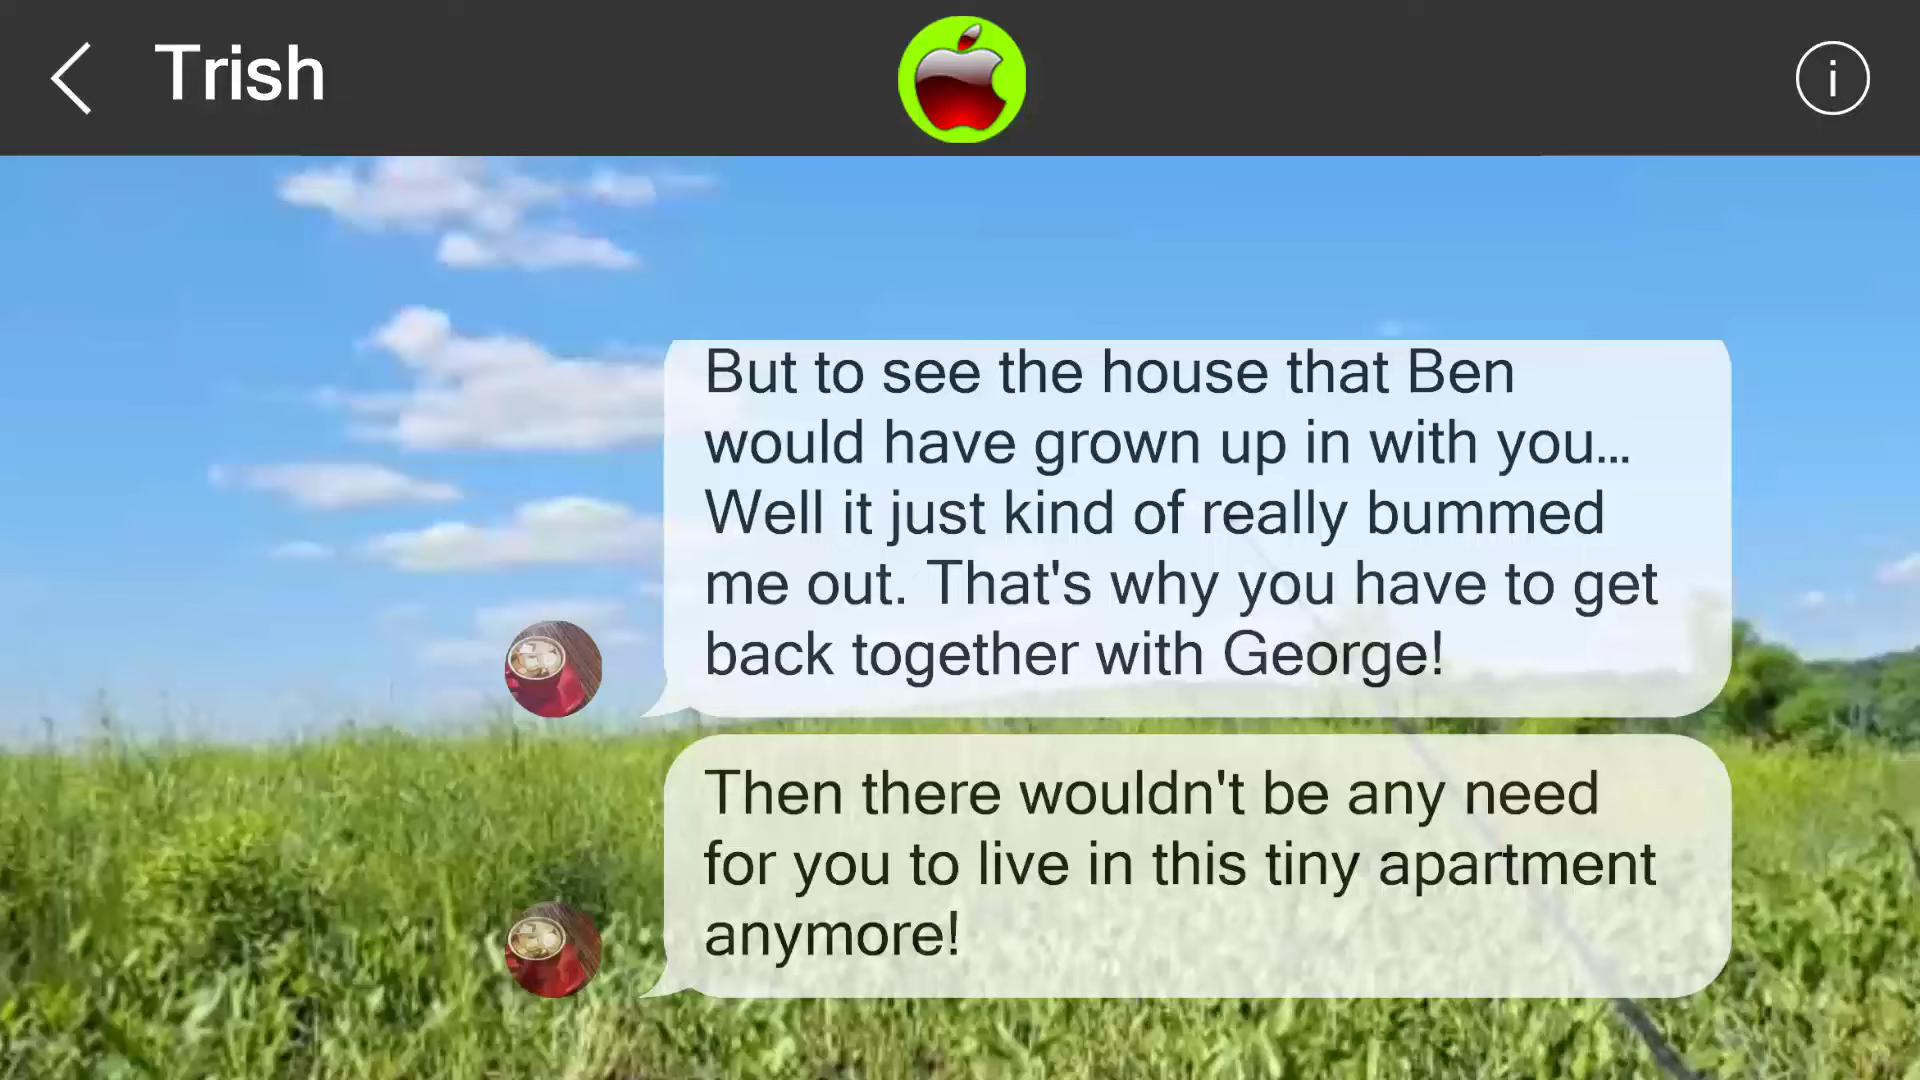 Trish
i
But to see the house that Ben
would have grown up in with you...
Well it just kind of really bummed
me out. That's why you have to get
back together with George!
Then there wouldn't be any need
for you to live in this tiny apartment
anymore!